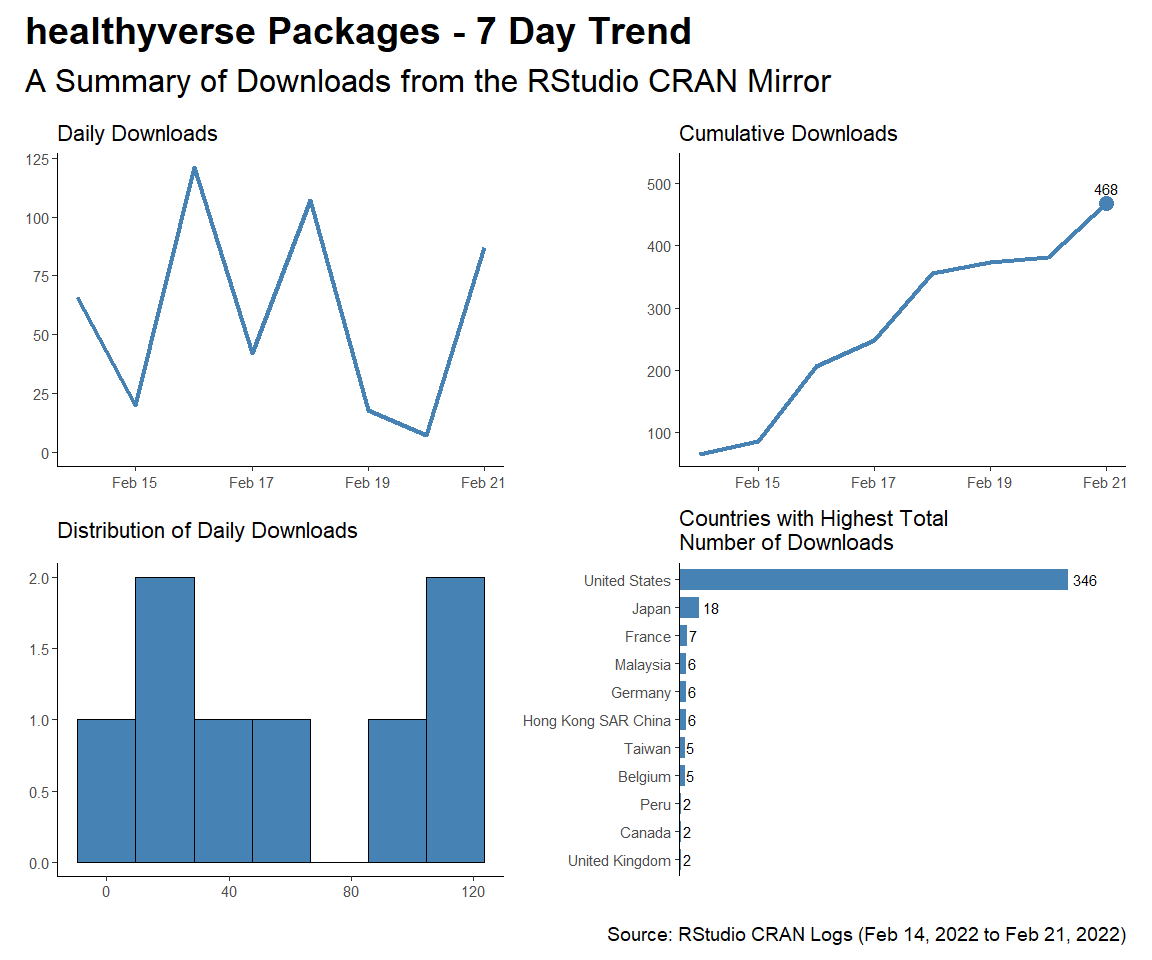 healthyverse Packages - 7 Day Trend
A Summary of Downloads from the RStudio CRAN Mirror
Daily Downloads
125
100
75
50
25
0
Feb 15
Feb 17
Feb 19
Feb 21
Cumulative Downloads
500
400
300
200
100
468
Feb 15
Feb 17
Feb 19
Feb 21
Distribution of Daily Downloads
2.0
1.5
1.0
0.5
0.0
0
40
80
120
Countries with Highest Total
Number of Downloads
United States 346
Japan 18
France 7
Malaysia 6
Germany 6
Hong Kong SAR China 6
Taiwan 5
Belgium 5
Peru 2
Canada 2
United Kingdom 2
Source: RStudio CRAN Logs (Feb 14, 2022 to Feb 21, 2022)